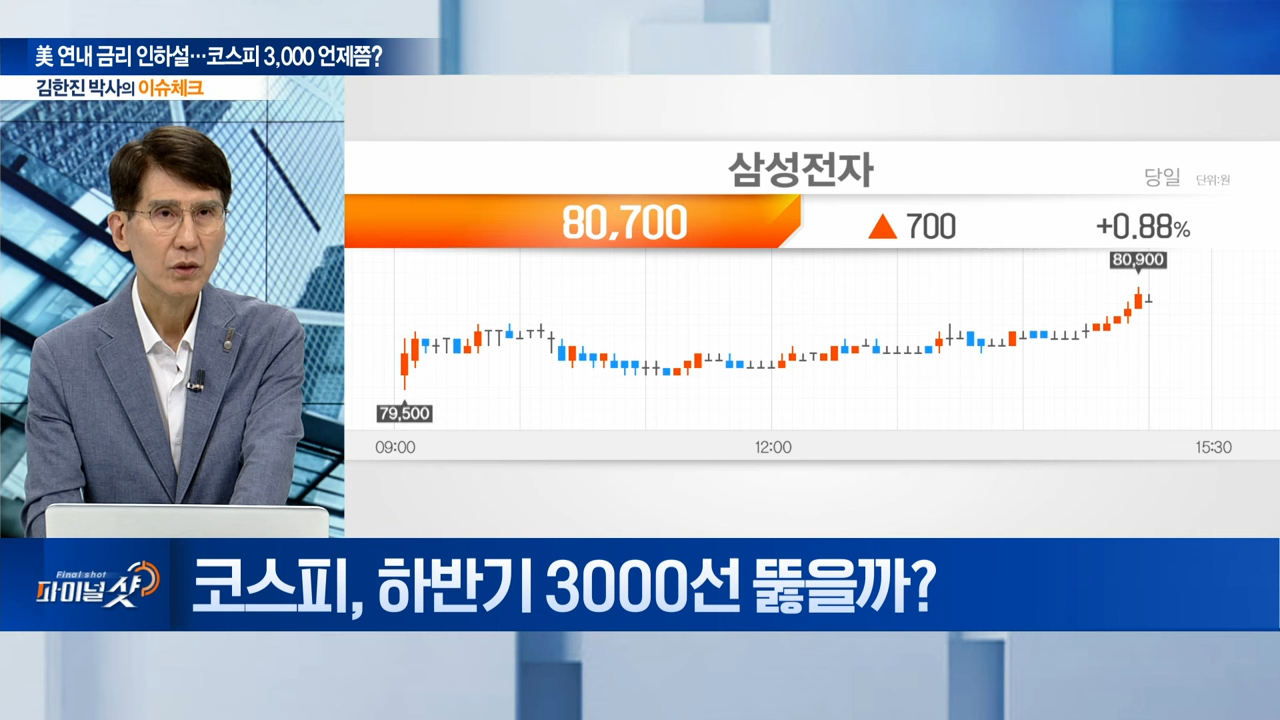 美 연내 금리 인하설…코스피 3,000 언제쯤?
김한진 박사의 이슈체크
삼성전자
당일 단위:원
80,700 ▲ 700 +0.88%
80,900
79,500
09:00 12:00 15:30
Final shot
파이널샷
코스피, 하반기 3000선 뚫을까?